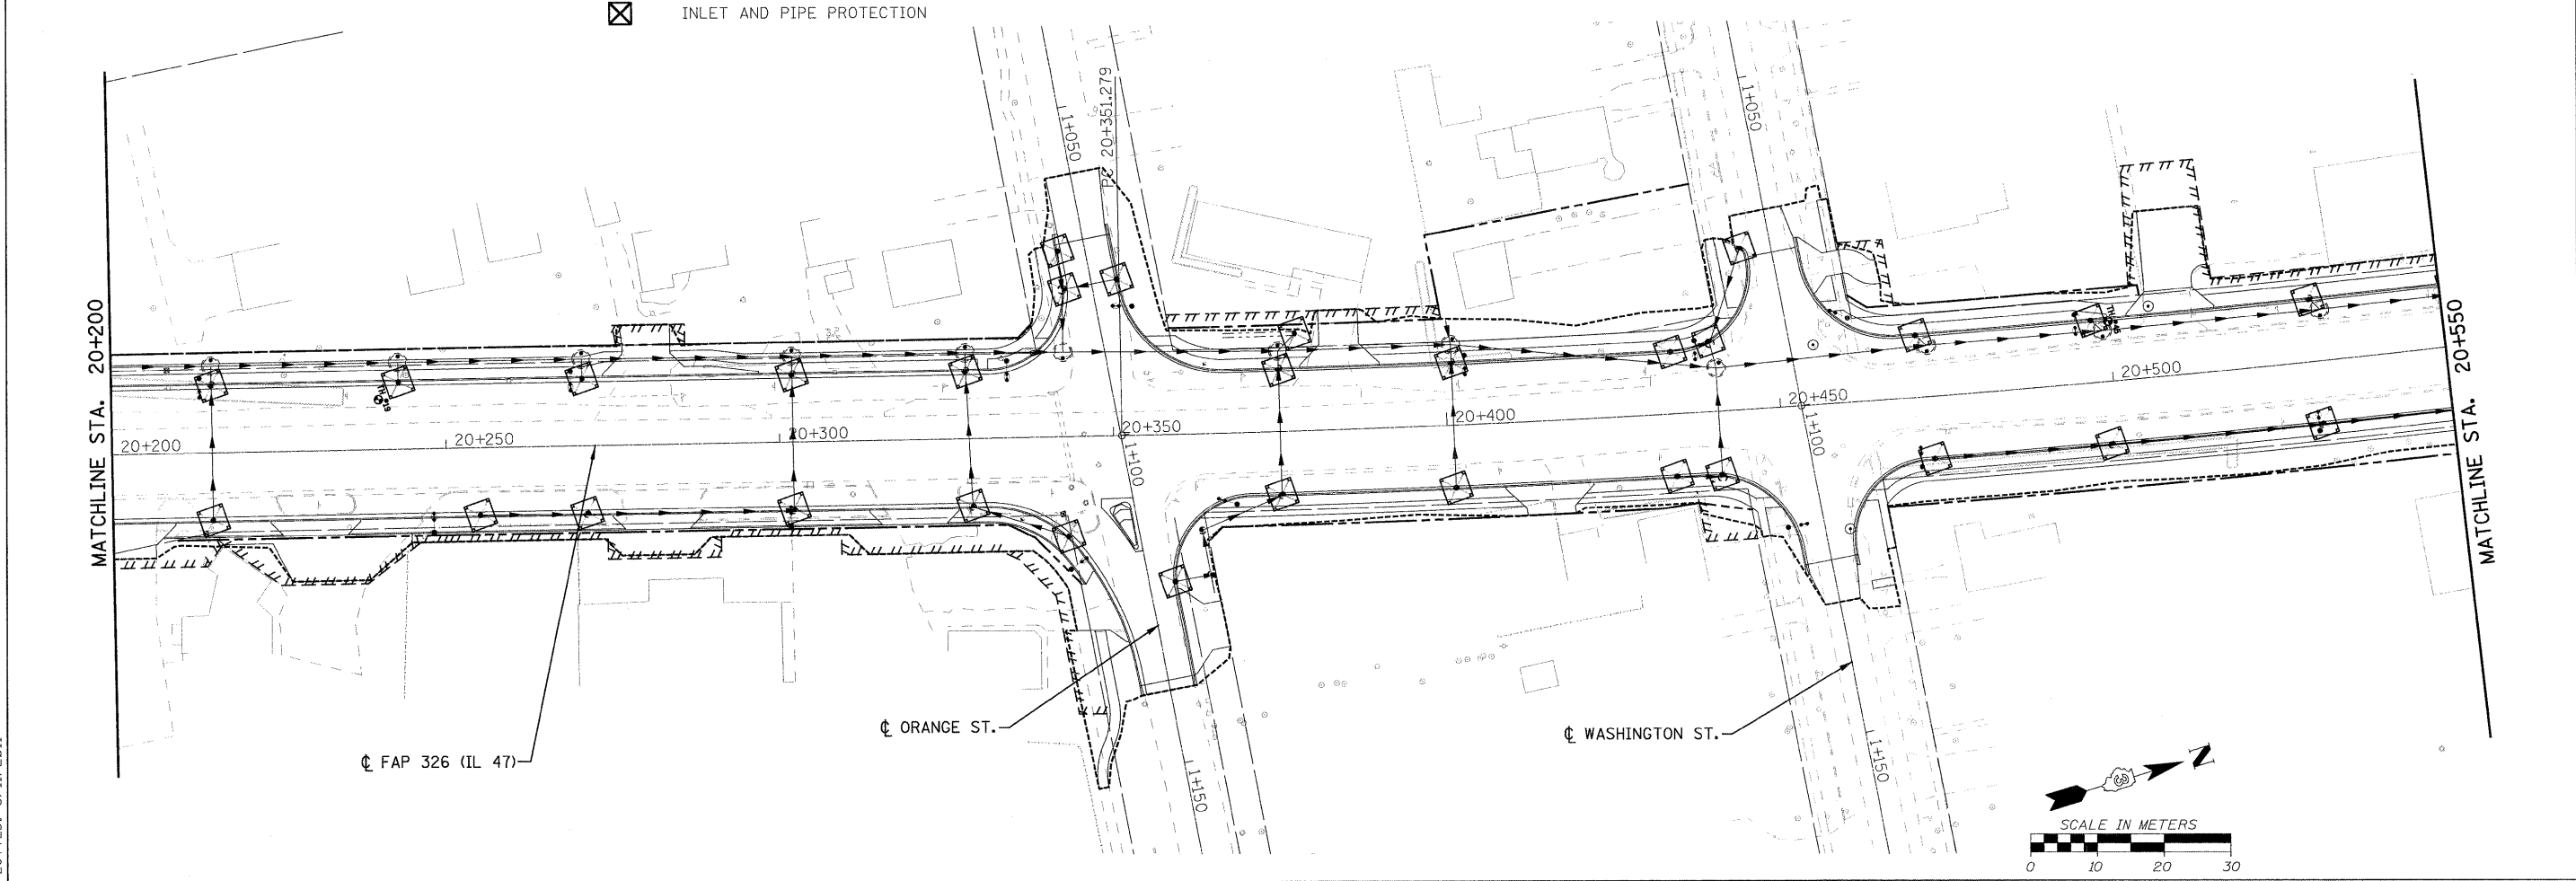 INLET AND PIPE PROTECTION
MATCHLINE STA. 20+200
1+050
PC 20+351.279
1+050
20+200
20+250
20+300
20+350
20+400
20+450
20+500
1+100
1+100
MATCHLINE STA. 20+550
℄ FAP 326 (IL 47)
℄ ORANGE ST.
℄ WASHINGTON ST.
1+150
1+150
N
3
SCALE IN METERS
0 10 20 30